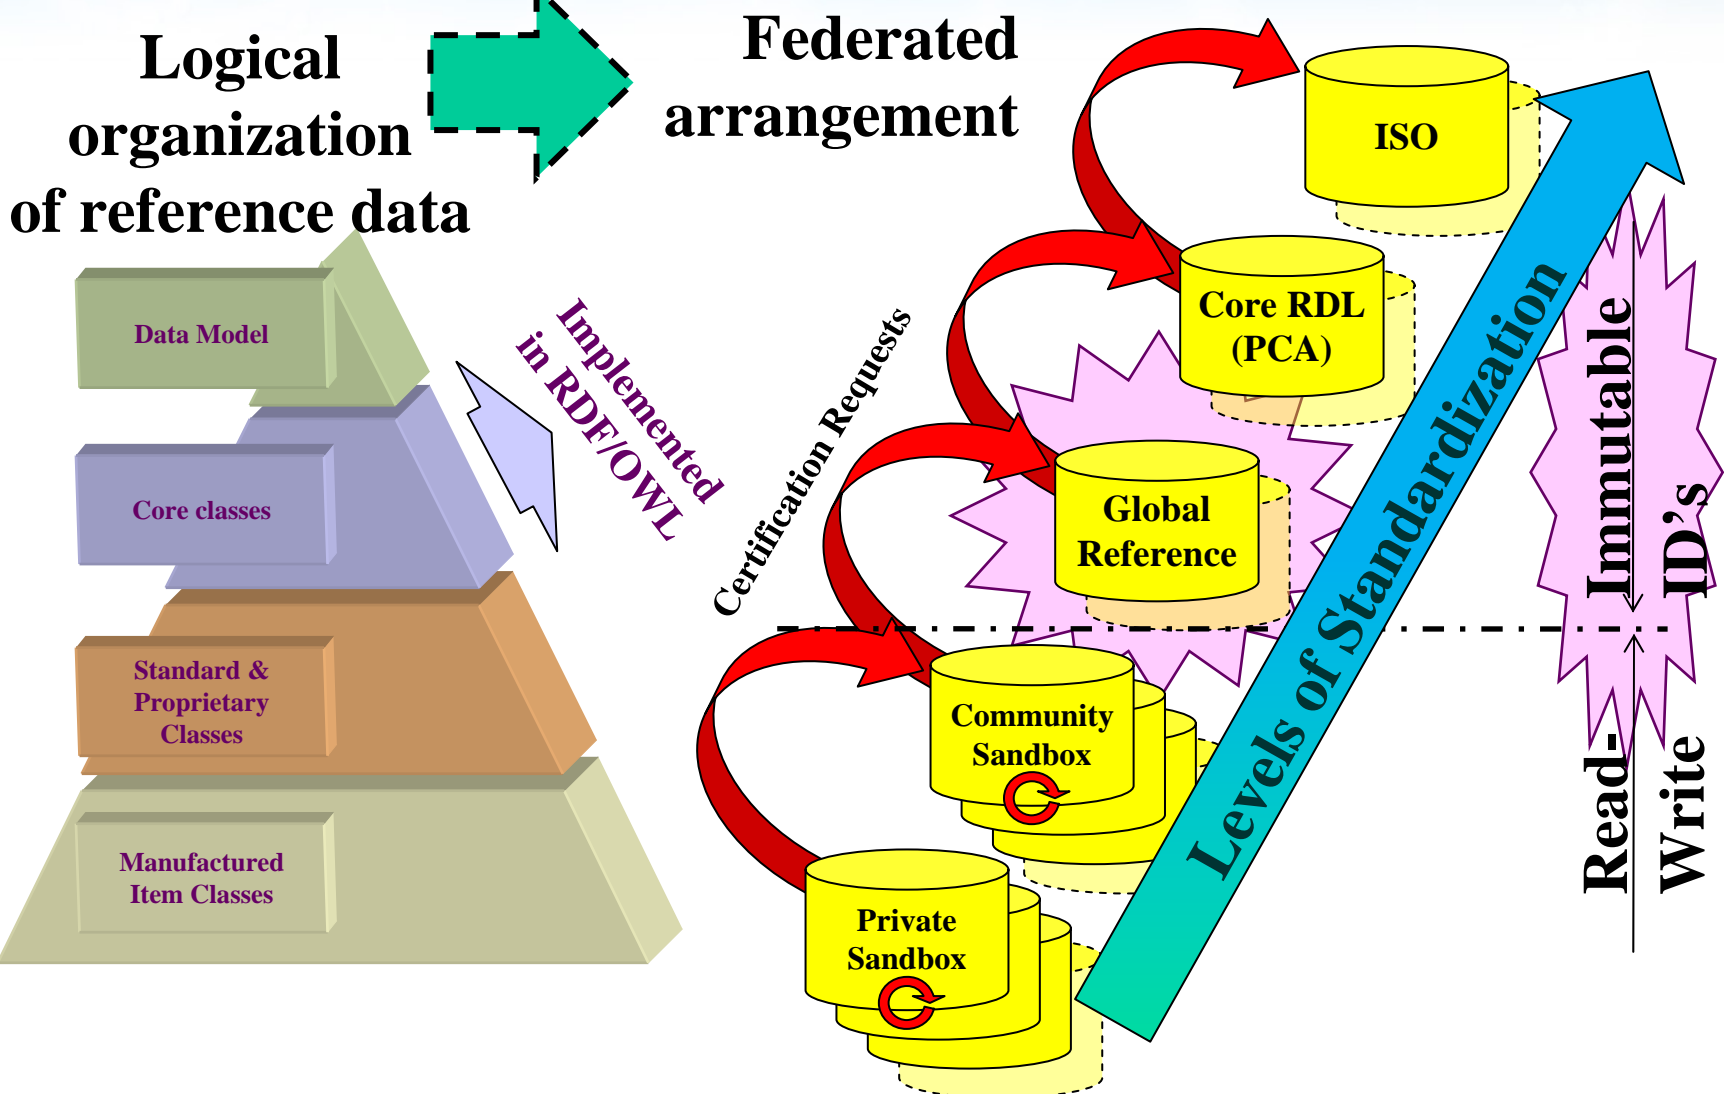 Logical
organization
of reference data
Federated
arrangement
Data Model
Core classes
Standard &
Proprietary
Classes
Manufactured
Item Classes
Implemented
in RDF/OWL
Certification Requests
ISO
Core RDL
(PCA)
Global
Reference
Community
Sandbox
Private
Sandbox
Levels of Standardization
Immutable
ID’s
Read-
Write